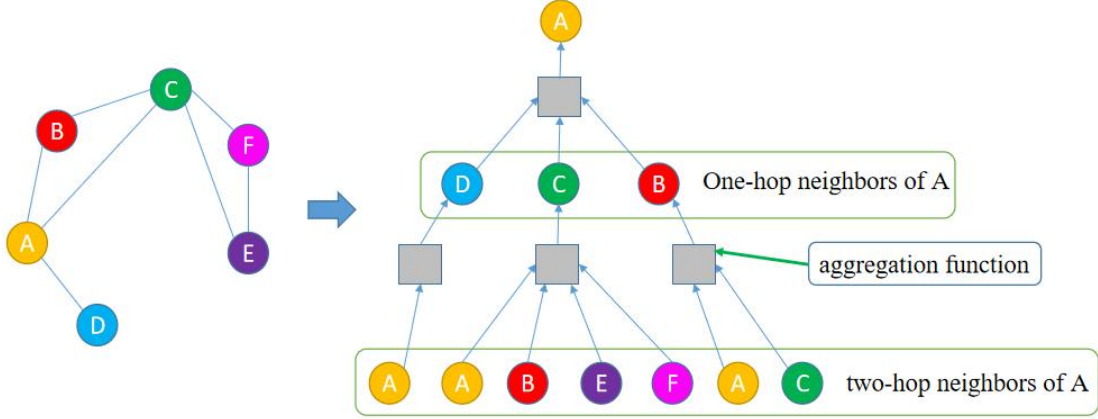 A
C
B
F
D
C
B
One-hop neighbors of A
A
E
aggregation function
D
A
A
B
E
F
A
C
two-hop neighbors of A